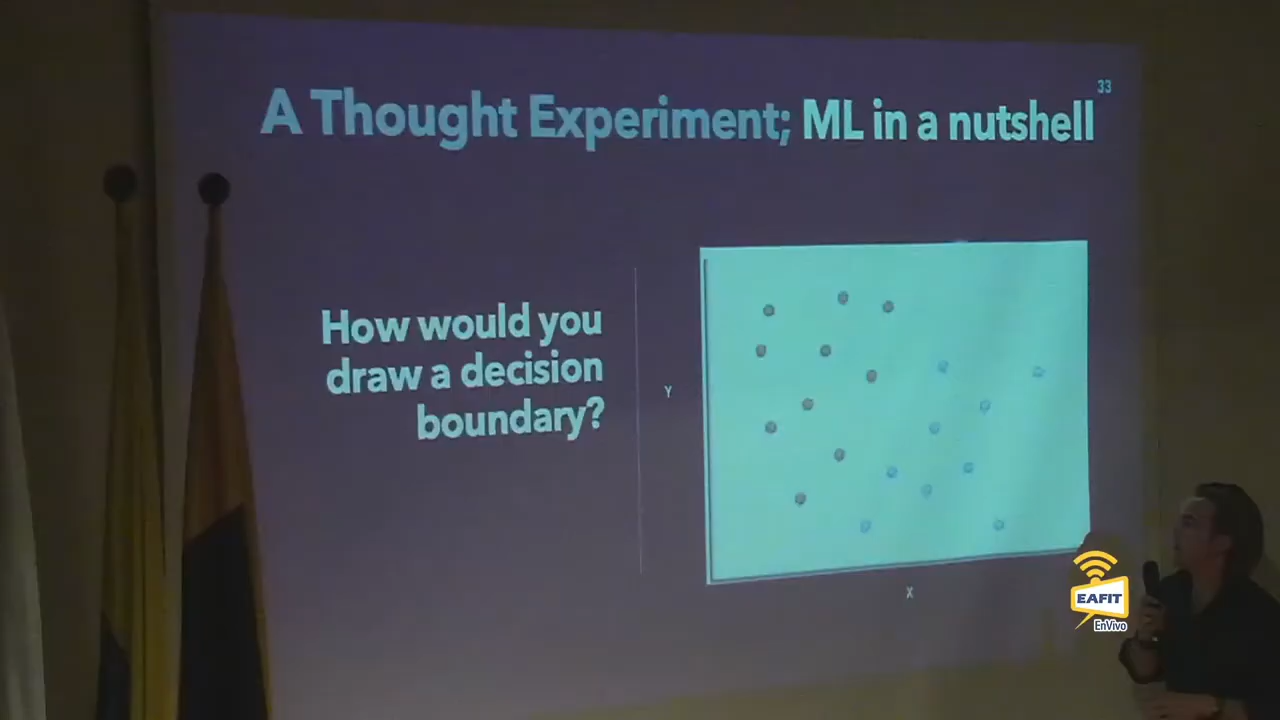 33
A Thought Experiment; ML in a nutshell
How would you
draw a decision
boundary?
Y
X
EAFIT
EnVivo